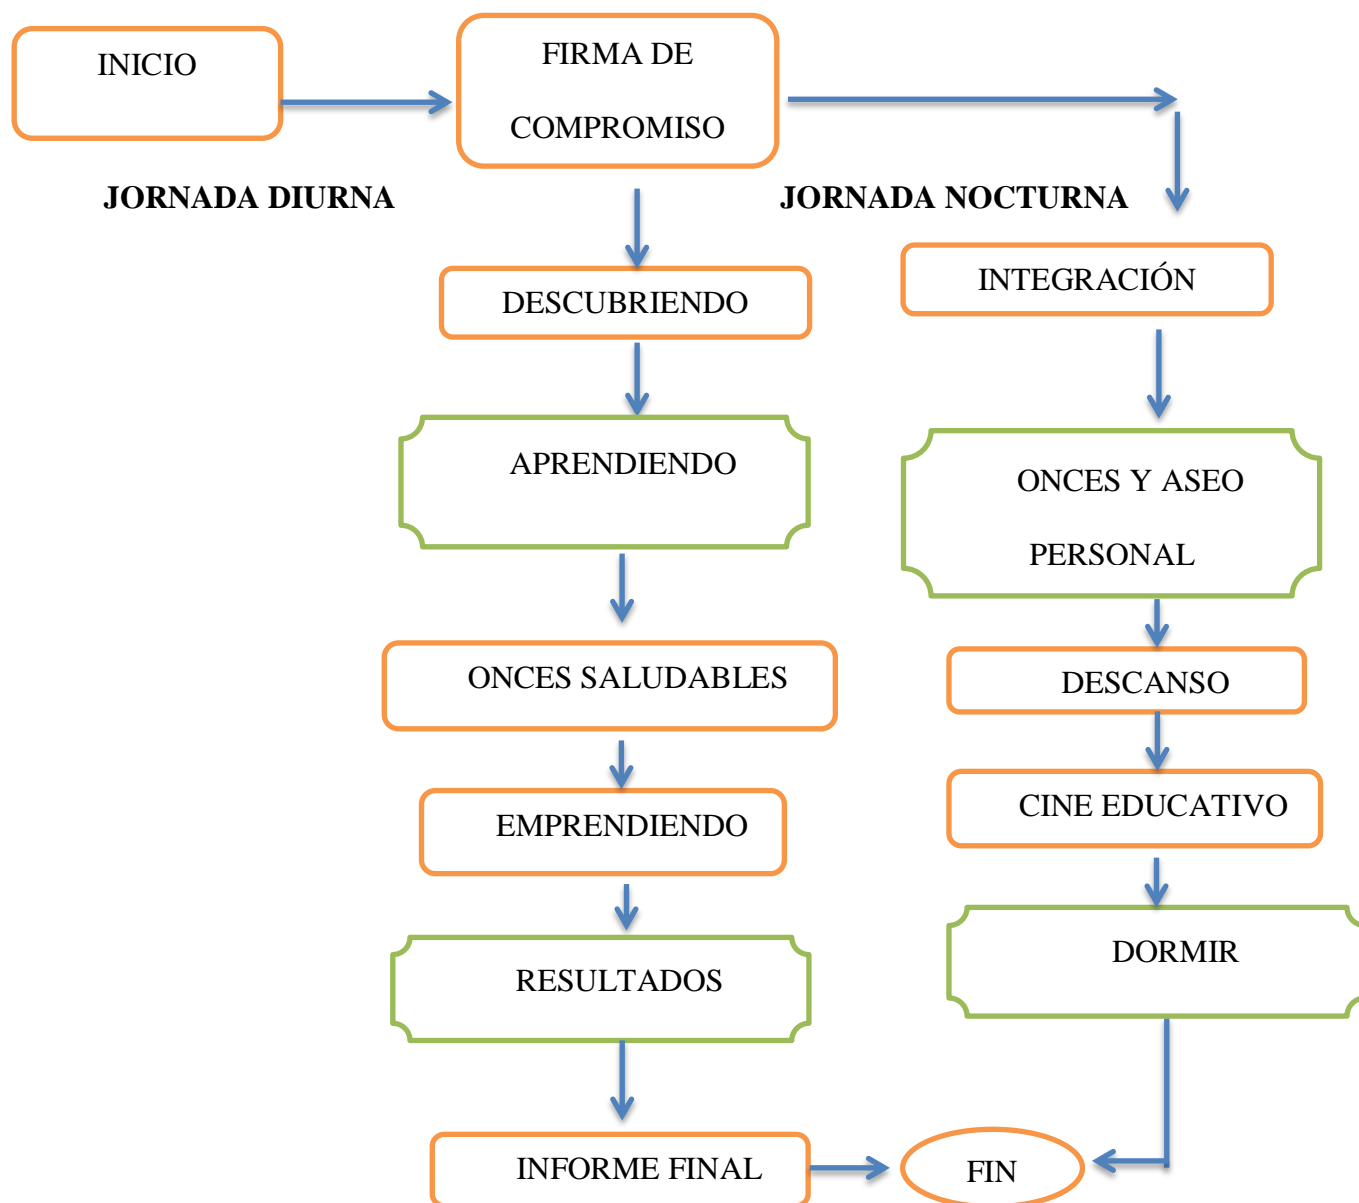 INICIO
FIRMA DE
COMPROMISO
JORNADA DIURNA
JORNADA NOCTURNA
DESCUBRIENDO
APRENDIENDO
ONCES SALUDABLES
EMPRENDIENDO
RESULTADOS
INFORME FINAL
INTEGRACIÓN
ONCES Y ASEO
PERSONAL
DESCANSO
CINE EDUCATIVO
DORMIR
FIN